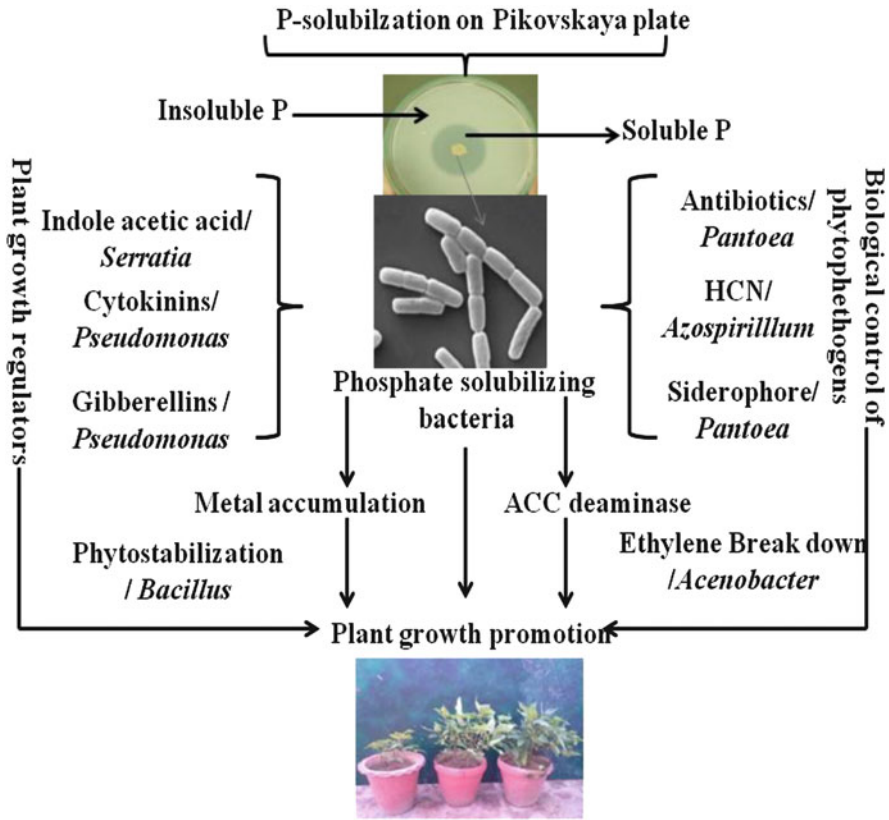 P-solubilzation on Pikovskaya plate
Insoluble P
Soluble P
Plant growth regulators
Indole acetic acid/
Serratia
Cytokinins/
Pseudomonas
Gibberellins /
Pseudomonas
Antibiotics/
Pantoea
HCN/
Azospirilllum
Siderophore/
Pantoea
Biological control of
phytophethogens
Phosphate solubilizing
bacteria
Metal accumulation
ACC deaminase
Phytostabilization
/ Bacillus
Ethylene Break down
/Acenobacter
Plant growth promotion